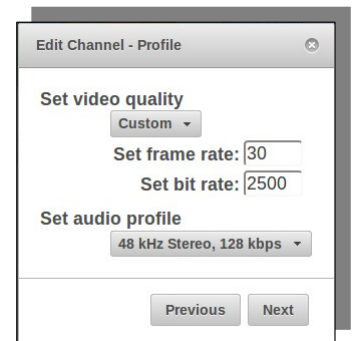 Edit Channel - Profile
Set video quality
Custom
Set frame rate: 30
Set bit rate: 2500
Set audio profile
48 kHz Stereo, 128 kbps
Previous Next